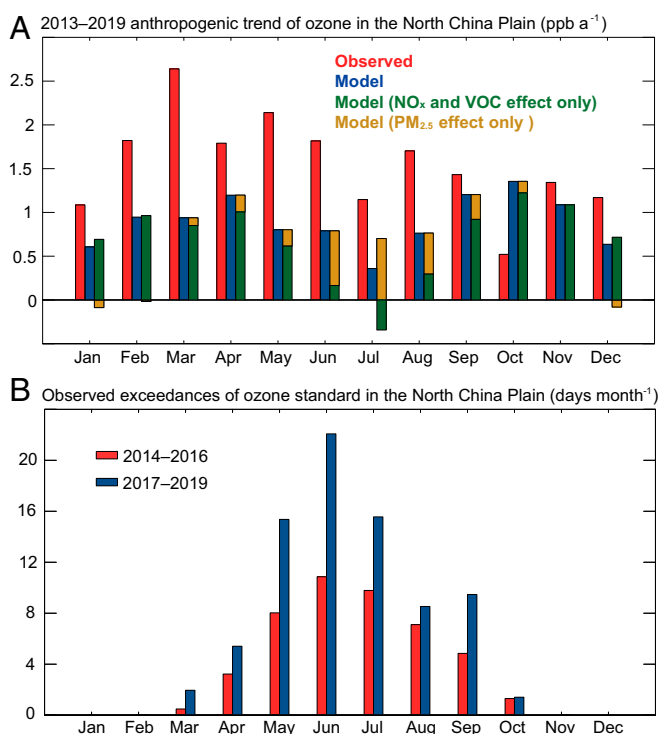 A 2013–2019 anthropogenic trend of ozone in the North China Plain (ppb a⁻¹)
Observed
Model
Model (NOₓ and VOC effect only)
Model (PM₂.₅ effect only )
2.5
2
1.5
1
0.5
0
Jan Feb Mar Apr May Jun Jul Aug Sep Oct Nov Dec
B Observed exceedances of ozone standard in the North China Plain (days month⁻¹)
2014–2016
2017–2019
20
16
12
8
4
0
Jan Feb Mar Apr May Jun Jul Aug Sep Oct Nov Dec